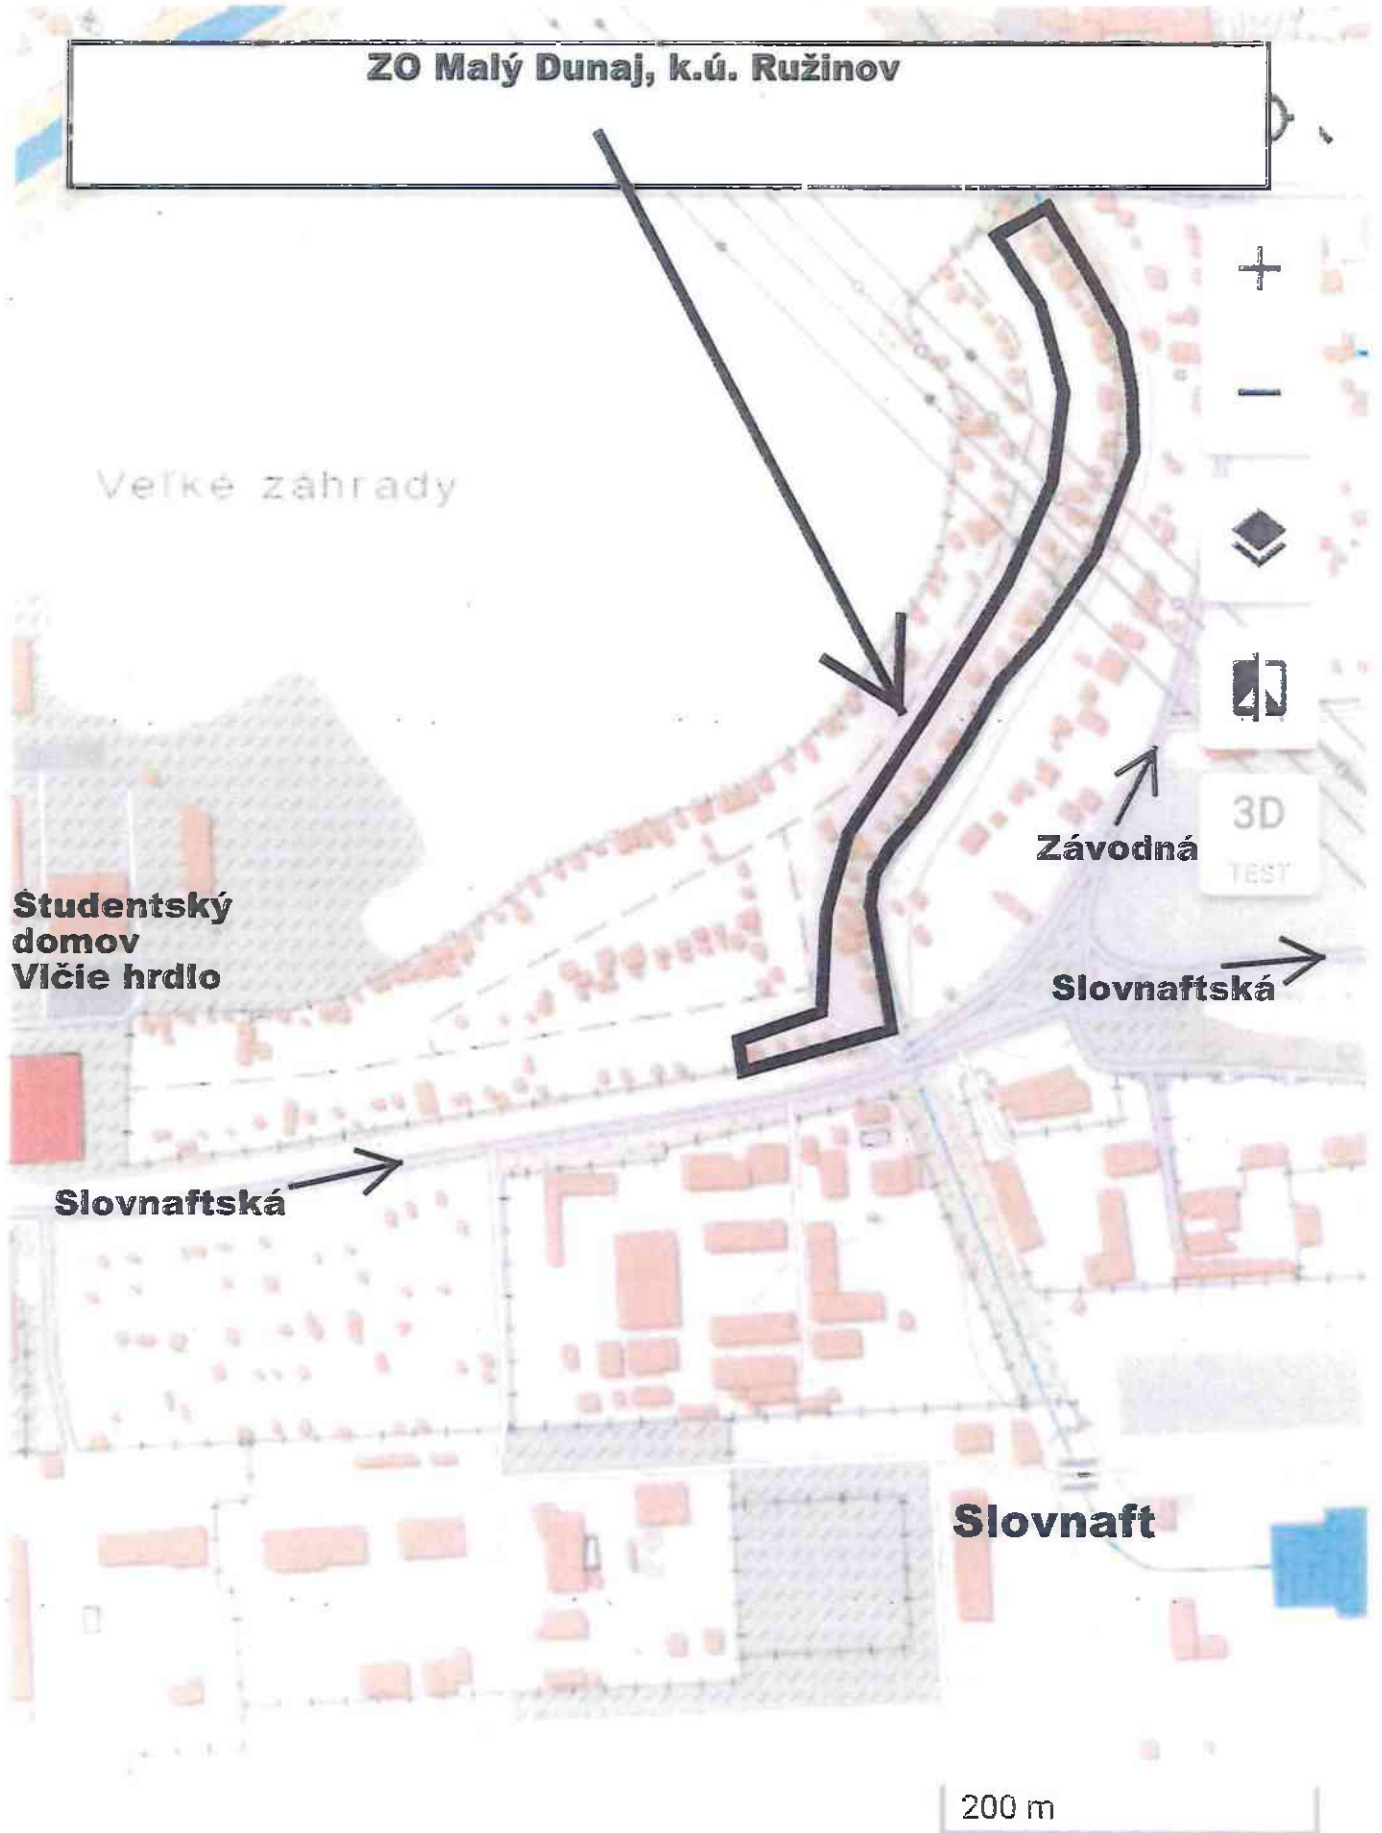 ZO Malý Dunaj, k.ú. Ružinov
Veľké záhrady
3D
TEST
Závodná
Študentský
domov
Vlčie hrdlo
Slovnaftská
Slovnaftská
Slovnaft
200 m